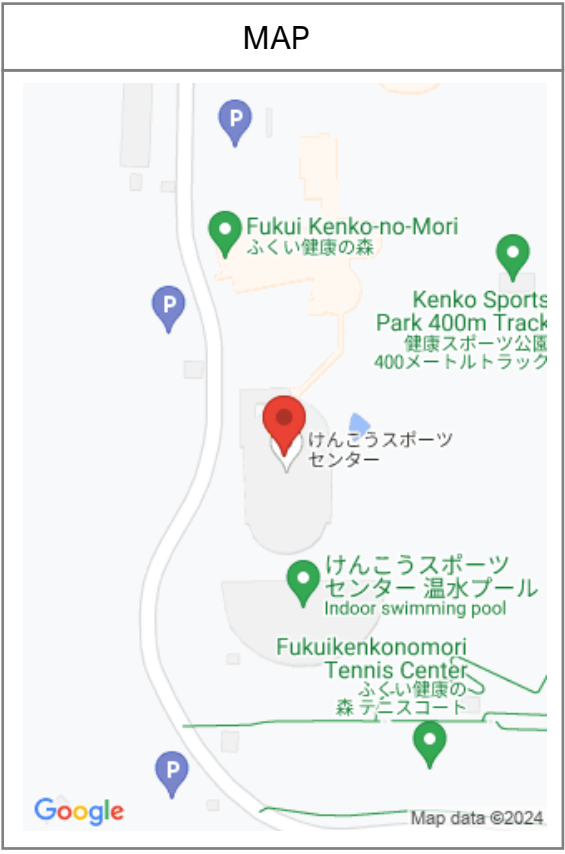 MAP
P
Fukui Kenko-no-Mori
ふくい健康の森
P
Kenko Sports
Park 400m Track
健康スポーツ公園
400メートルトラック
けんこうスポーツ
センター
けんこうスポーツ
センター 温水プール
Indoor swimming pool
Fukuikenkonomori
Tennis Center
ふくい健康の
森 テニスコート
P
Google
Map data ©2024